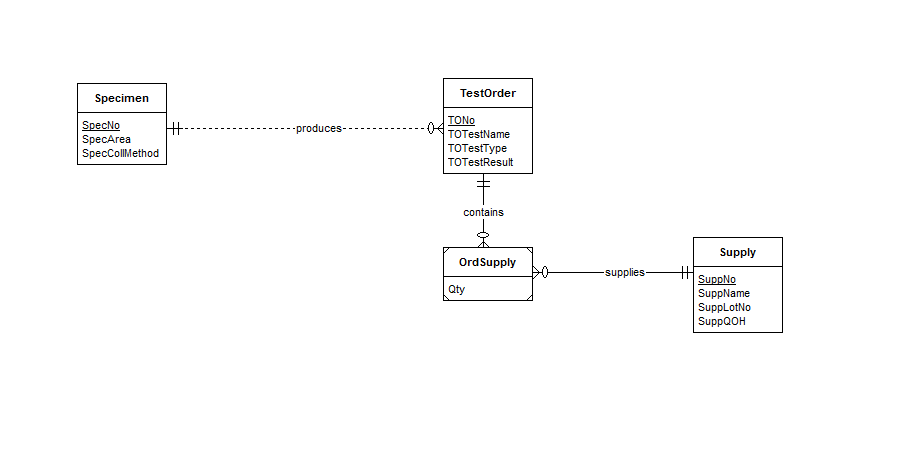 Specimen
SpecNo
SpecArea
SpecCollMethod
produces
TestOrder
TONo
TOTestName
TOTestType
TOTestResult
contains
OrdSupply
Qty
supplies
Supply
SuppNo
SuppName
SuppLotNo
SuppQOH